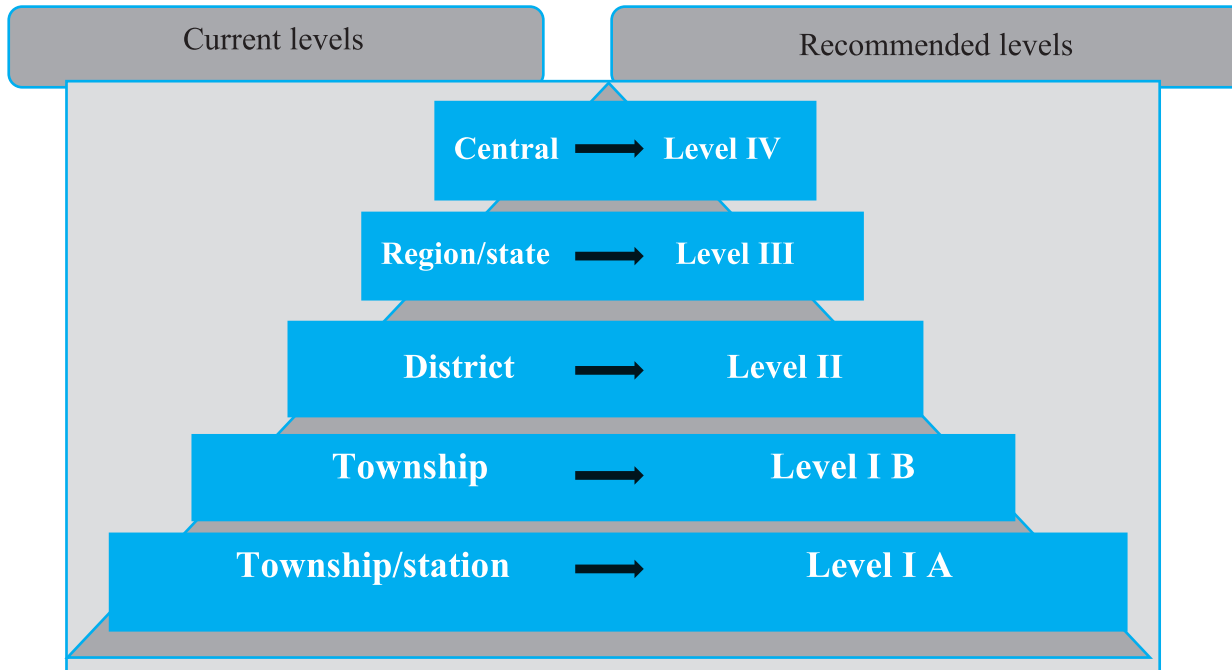 Current levels
Recommended levels
Central → Level IV
Region/state → Level III
District → Level II
Township → Level I B
Township/station → Level I A